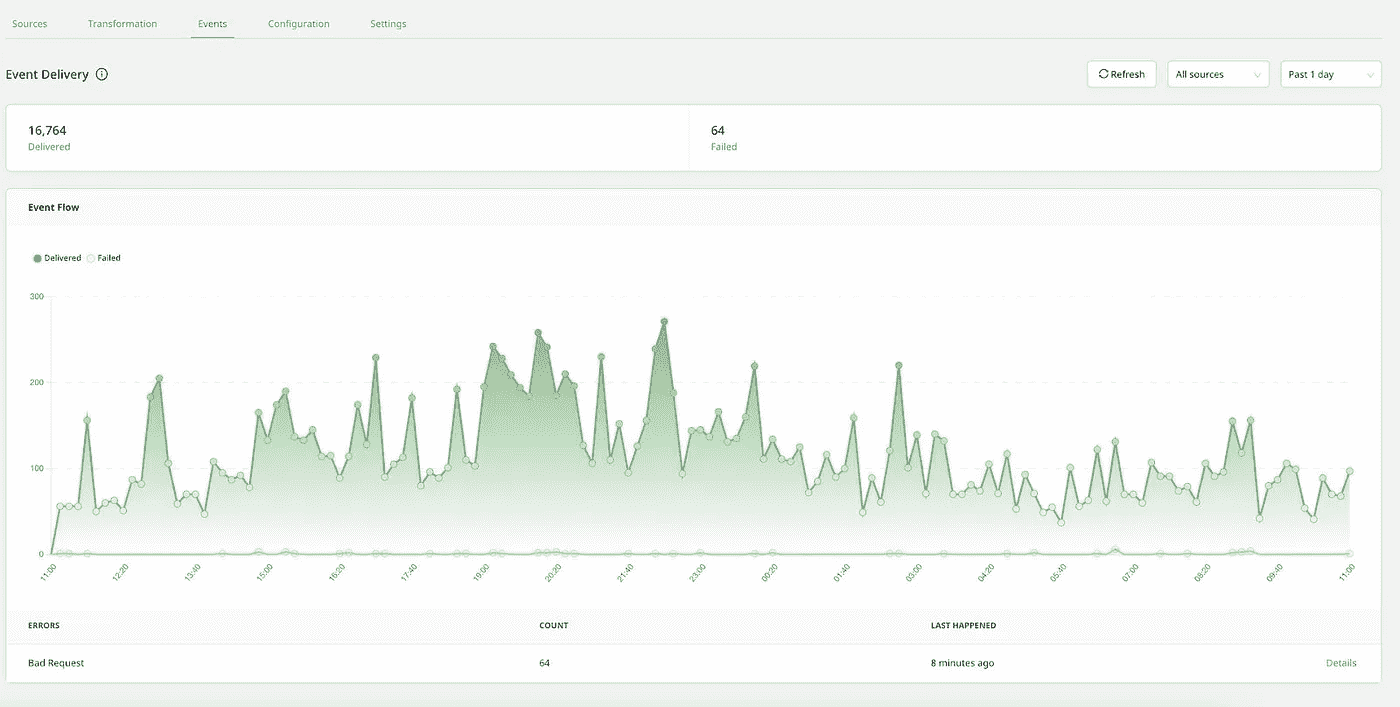 Sources Transformation Events Configuration Settings
Event Delivery Refresh All sources Past 1 day
16,764 64
Delivered Failed
Event Flow
Delivered Failed
300
200
100
0
11:00 12:20 13:40 15:00 16:20 17:40 19:00 20:20 21:40 23:00 00:20 01:40 03:00 04:20 05:40 07:00 08:20 09:40 11:00
ERRORS COUNT LAST HAPPENED
Bad Request 64 8 minutes ago Details